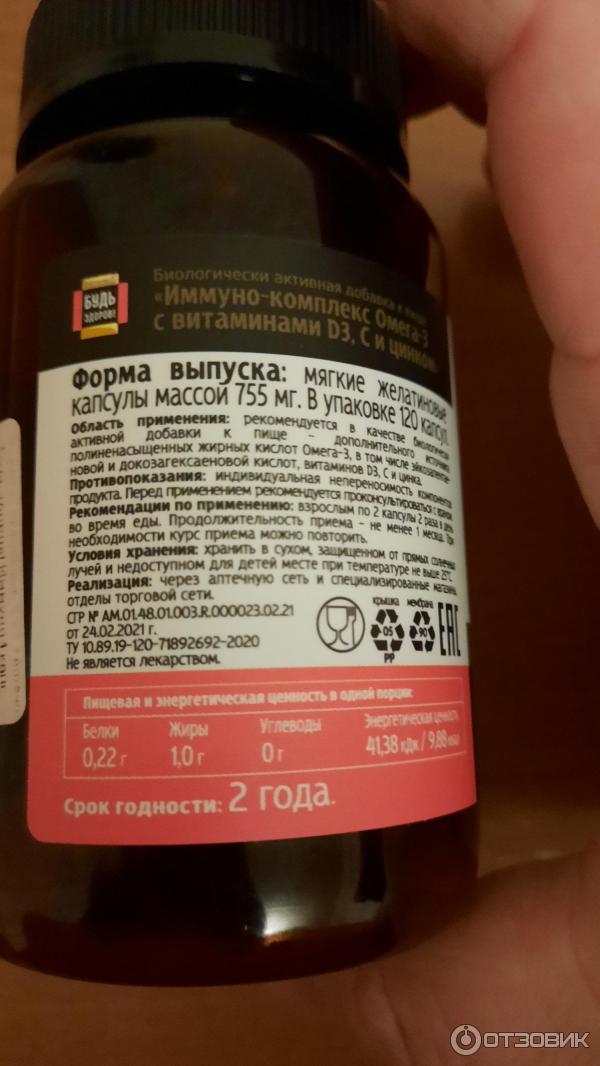 БУДЬ
ЗДОРОВ!
Биологически активная добавка к пище
«Иммуно-комплекс Омега-3
с витаминами D3, С и цинком»
Форма выпуска: мягкие желатиновые
капсулы массой 755 мг. В упаковке 120 капсул.
Область применения: рекомендуется в качестве биологически
активной добавки к пище – дополнительного источника
полиненасыщенных жирных кислот Омега-3, в том числе эйкозапентае-
новой и докозагексаеновой кислот, витаминов D3, С и цинка.
Противопоказания: индивидуальная непереносимость компонентов
продукта. Перед применением рекомендуется проконсультироваться с врачом.
Рекомендации по применению: взрослым по 2 капсулы 2 раза в день
во время еды. Продолжительность приема – не менее 1 месяца. При
необходимости курс приема можно повторить.
Условия хранения: хранить в сухом, защищенном от прямых солнечных
лучей и недоступном для детей месте при температуре не выше 25°С.
Реализация: через аптечную сеть и специализированные магазины,
отделы торговой сети.
СГР № AM.01.48.01.003.R.000023.02.21
от 24.02.2021 г.
ТУ 10.89.19-120-71892692-2020
Не является лекарством.
крышка мембрана
05 90
PP
ЕАС
Пищевая и энергетическая ценность в одной порции:
Белки Жиры Углеводы Энергетическая ценность
0,22 г 1,0 г 0 г 41,38 кДж / 9,88 ккал
Срок годности: 2 года.
ОТЗОВИК